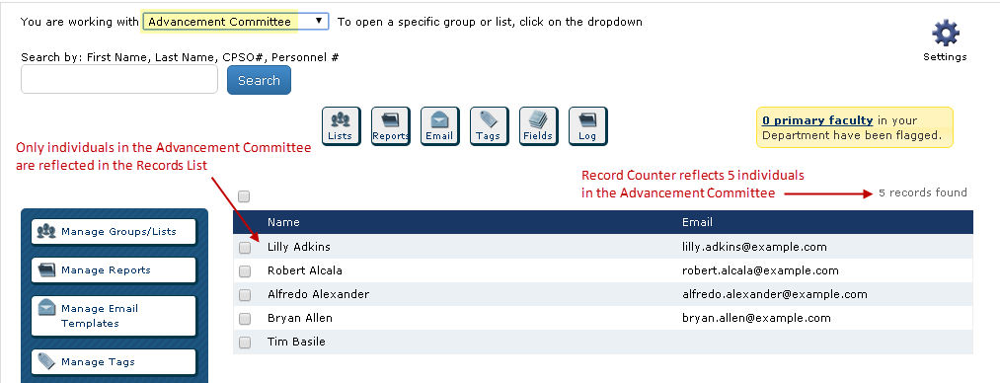 You are working with Advancement Committee To open a specific group or list, click on the dropdown
Settings
Search by: First Name, Last Name, CPSO#, Personnel #
Search
Lists Reports Email Tags Fields Log
0 primary faculty in your
Department have been flagged.
Only individuals in the Advancement Committee
are reflected in the Records List
Record Counter reflects 5 individuals
in the Advancement Committee
5 records found
Manage Groups/Lists
Manage Reports
Manage Email
Templates
Manage Tags
Name Email
Lilly Adkins lilly.adkins@example.com
Robert Alcala robert.alcala@example.com
Alfredo Alexander alfredo.alexander@example.com
Bryan Allen bryan.allen@example.com
Tim Basile